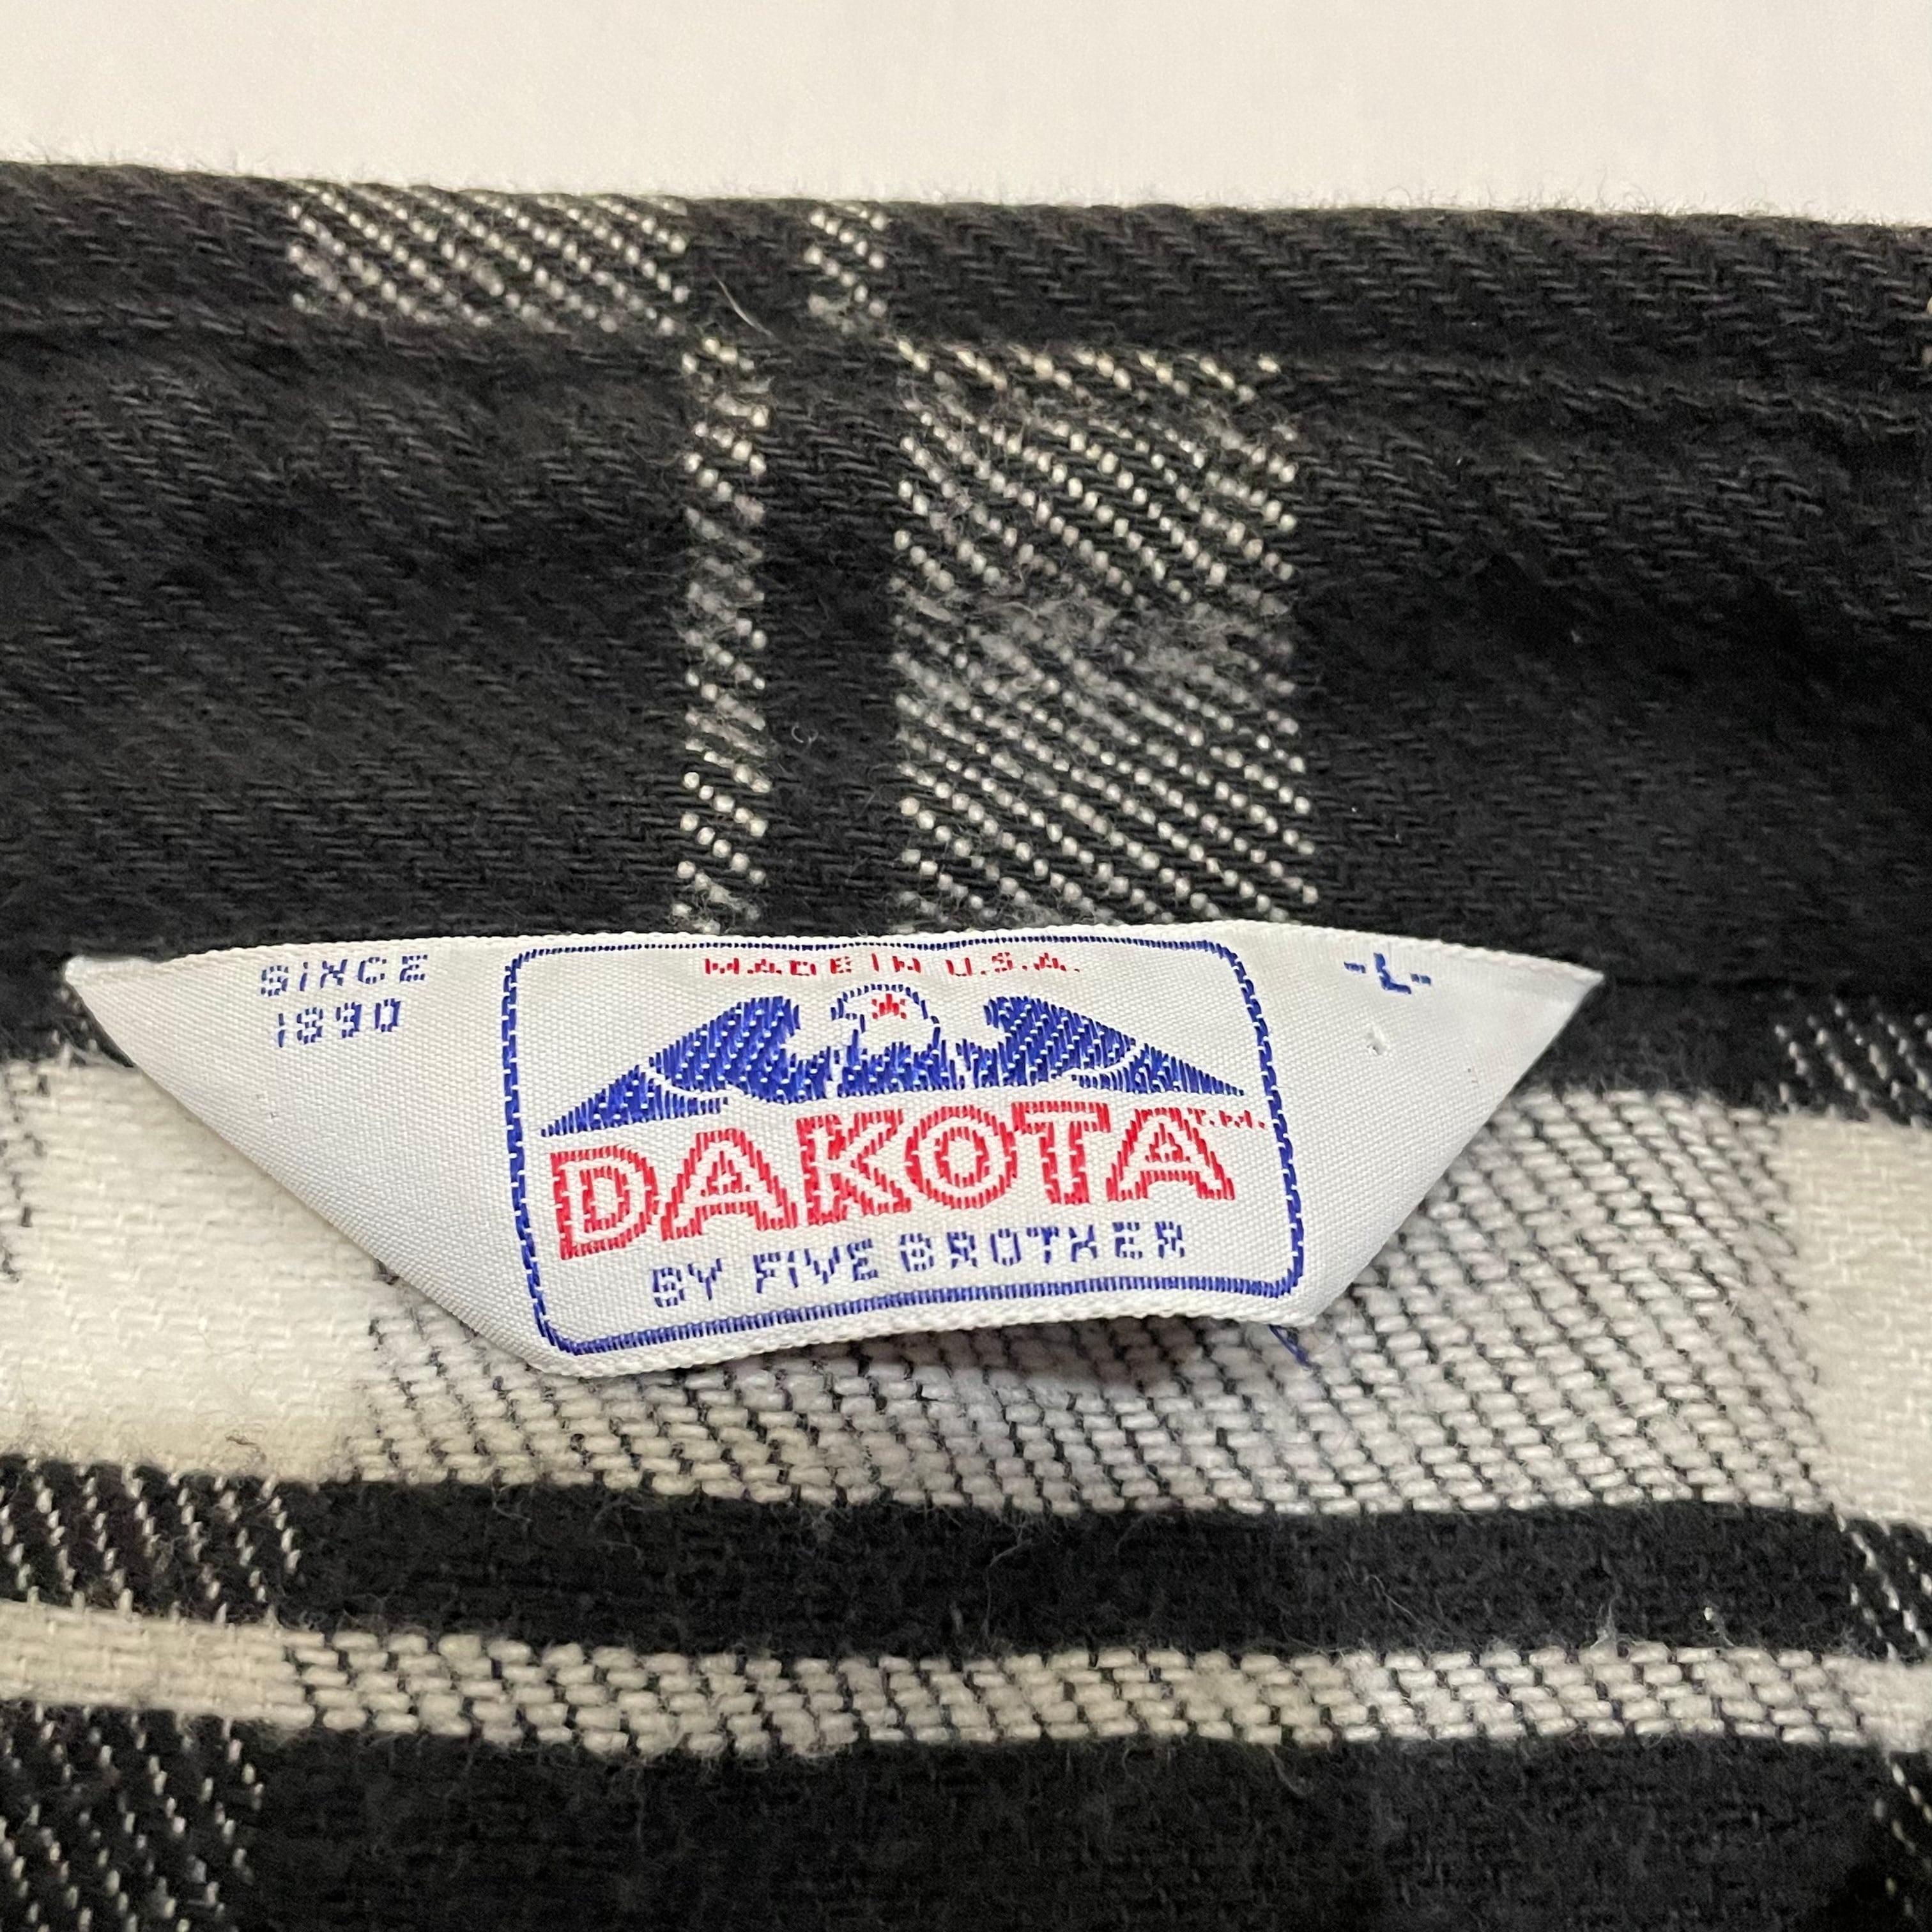 SINCE
1890
MADE IN U.S.A.
DAKOTA T.M.
BY FIVE BROTHER
-L-